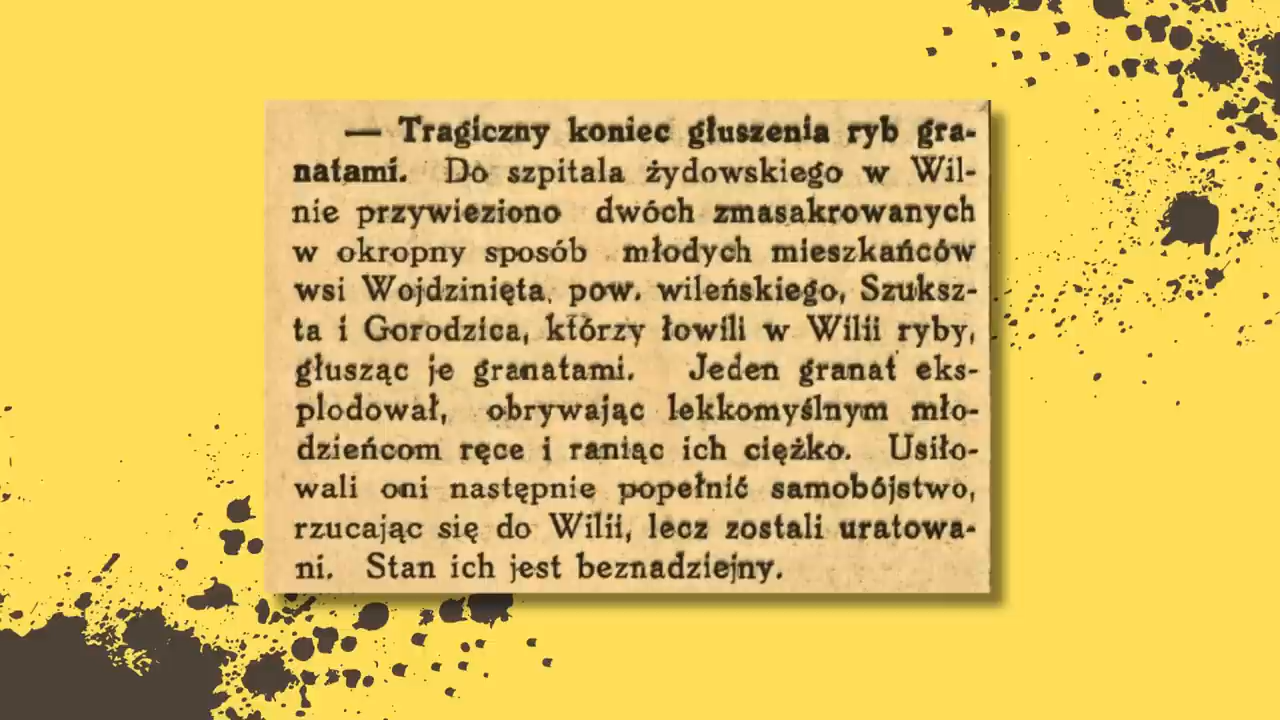 — Tragiczny koniec głuszenia ryb gra-
natami. Do szpitala żydowskiego w Wil-
nie przywieziono dwóch zmasakrowanych
w okropny sposób młodych mieszkańców
wsi Wojdzinięta, pow. wileńskiego, Szuksz-
ta i Gorodzica, którzy łowili w Wilii ryby,
głusząc je granatami. Jeden granat eks-
plodował, obrywając lekkomyślnym mło-
dzieńcom ręce i raniąc ich ciężko. Usiło-
wali oni następnie popełnić samobójstwo,
rzucając się do Wilii, lecz zostali uratowa-
ni. Stan ich jest beznadziejny.